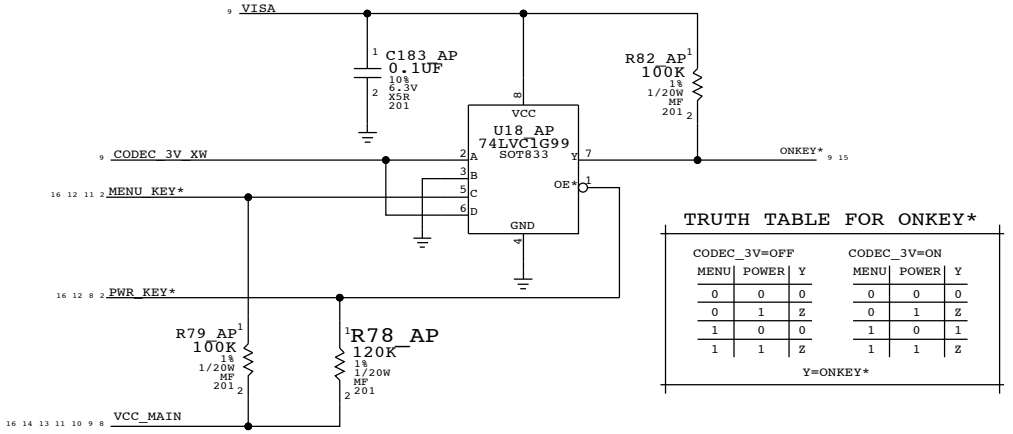 9 VISA
1 C183_AP
0.1UF
10%
6.3V
2 X5R
201
R82_AP 1
100K
1%
1/20W
MF
2 201
8
VCC
U18_AP
74LVC1G99
SOT833
9 CODEC_3V_XW
2 A
3 B
5 C
6 D
Y 7
OE* 1
GND
4
ONKEY* 9 15
16 12 11 2 MENU_KEY*
16 12 8 2 PWR_KEY*
R79_AP 1
100K
1%
1/20W
MF
201 2
1 R78_AP
120K
1%
1/20W
MF
2 201
16 14 13 11 10 9 8 VCC_MAIN
TRUTH TABLE FOR ONKEY*
CODEC_3V=OFF
MENU POWER Y
0 0 0
0 1 Z
1 0 0
1 1 Z
CODEC_3V=ON
MENU POWER Y
0 0 0
0 1 Z
1 0 1
1 1 Z
Y=ONKEY*